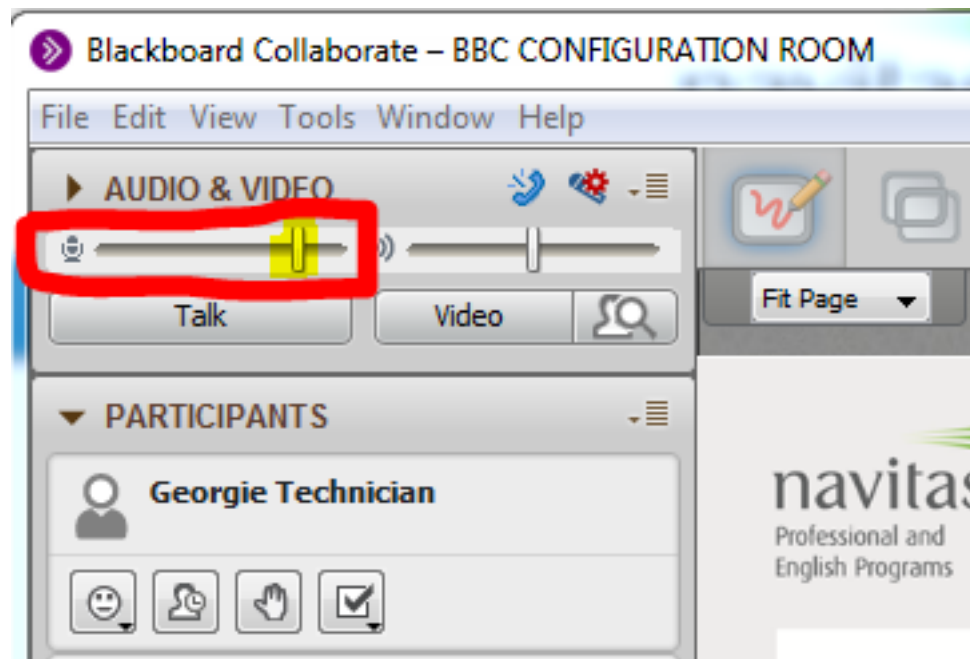 Blackboard Collaborate – BBC CONFIGURATION ROOM
File Edit View Tools Window Help
AUDIO & VIDEO
Talk
Video
Fit Page
PARTICIPANTS
Georgie Technician
navitas
Professional and
English Programs